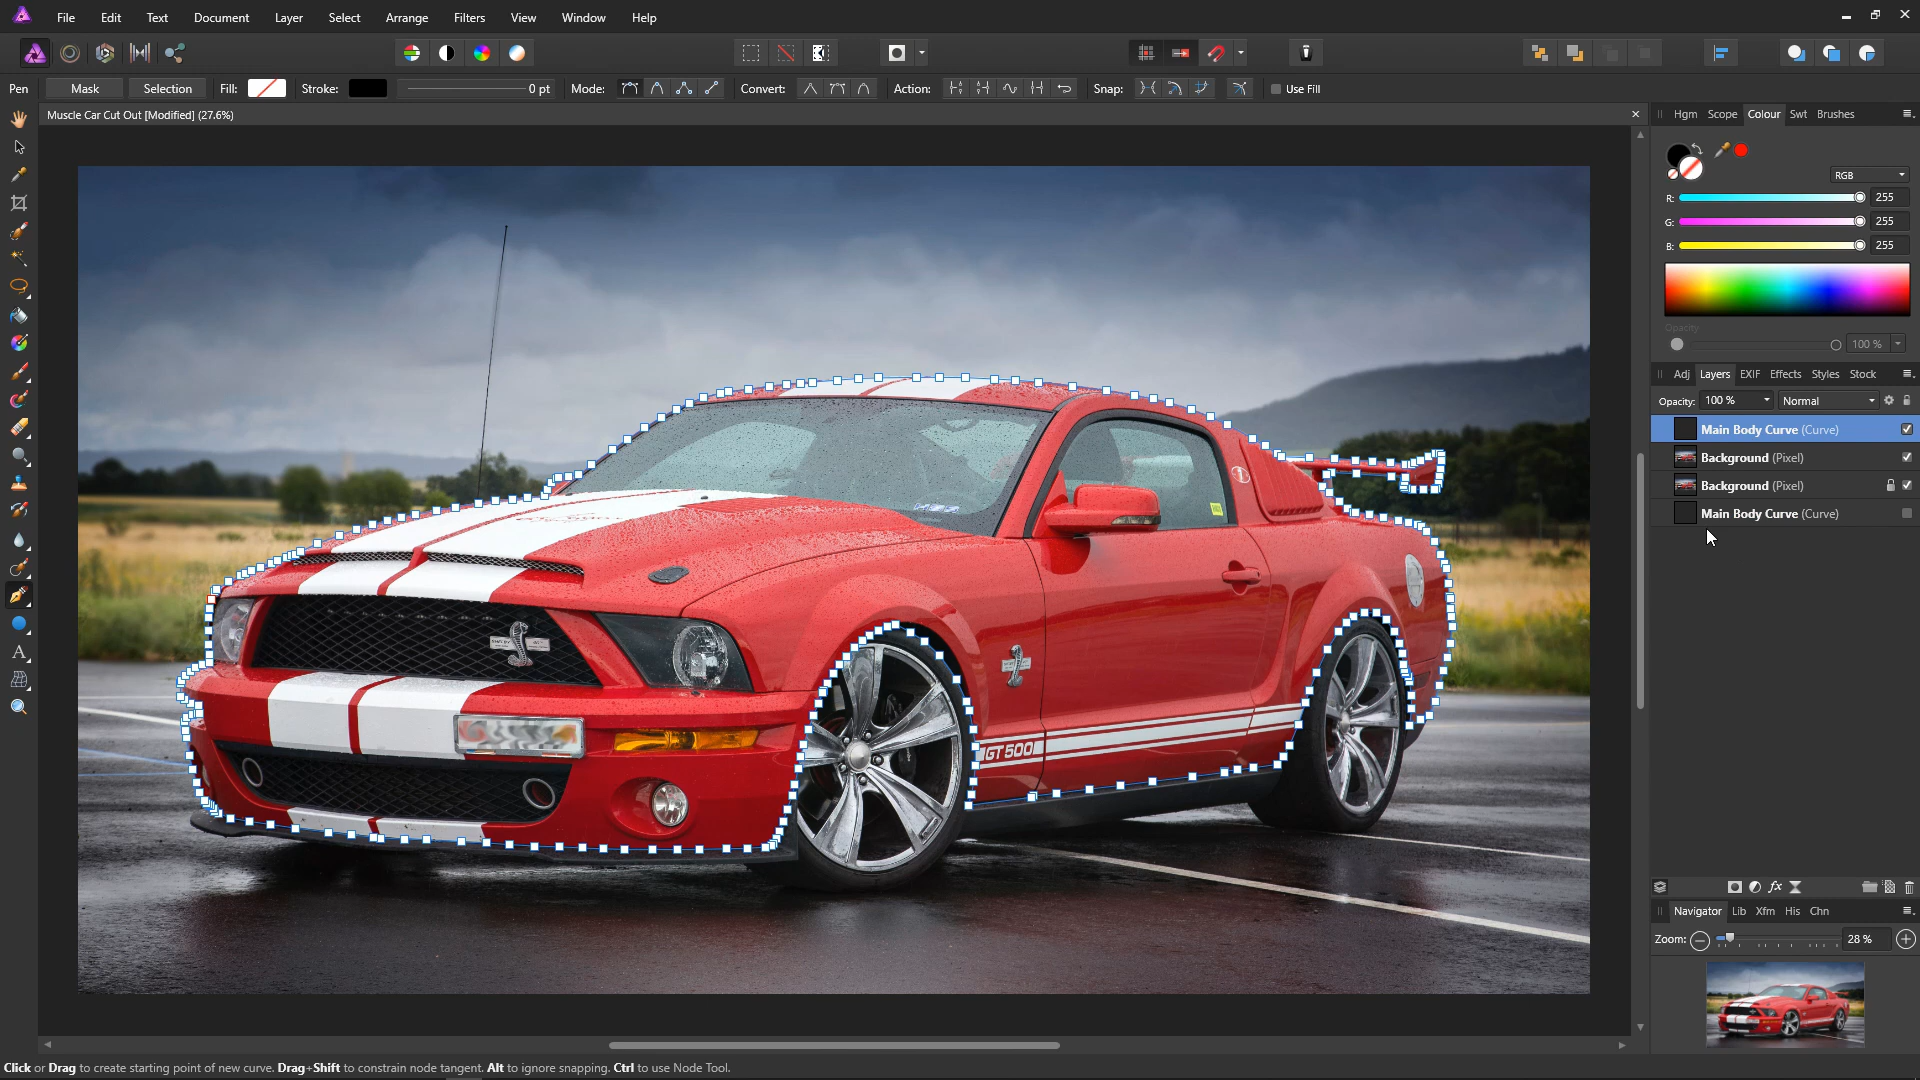 File Edit Text Document Layer Select Arrange Filters View Window Help
Pen Mask Selection Fill: Stroke: 0 pt Mode: Convert: Action: Snap: Use Fill
Muscle Car Cut Out [Modified] (27.6%)
Hgm Scope Colour Swt Brushes
RGB
R: 255
G: 255
B: 255
Opacity
100 %
Adj Layers EXIF Effects Styles Stock
Opacity: 100 % Normal
Main Body Curve (Curve)
Background (Pixel)
Background (Pixel)
Main Body Curve (Curve)
GT500
Navigator Lib Xfm His Chn
Zoom: 28 %
Click or Drag to create starting point of new curve. Drag+Shift to constrain node tangent. Alt to ignore snapping. Ctrl to use Node Tool.